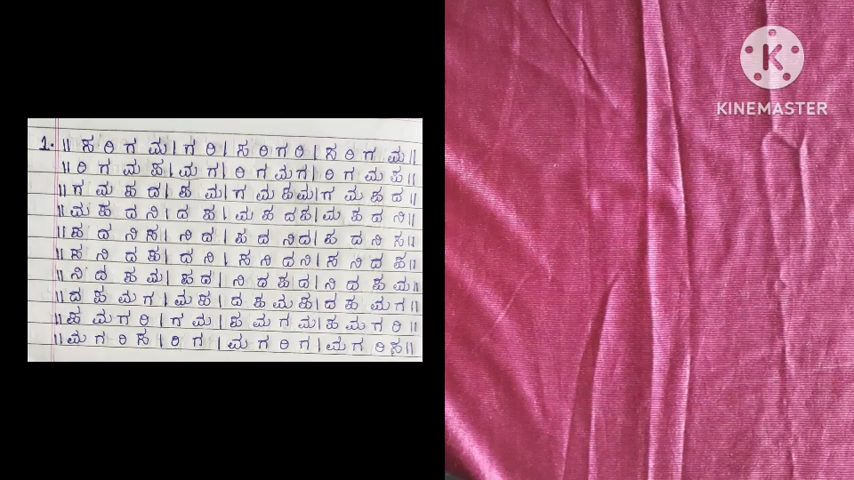 1. || ಸ ರಿ ಗ ಮ | ಗ ರಿ | ಸ ರಿ ಗ ರಿ | ಸ ರಿ ಗ ಮ ||
|| ರಿ ಗ ಮ ಪ | ಮ ಗ | ರಿ ಗ ಮ ಗ | ರಿ ಗ ಮ ಪ ||
|| ಗ ಮ ಪ ದ | ಪ ಮ | ಗ ಮ ಪ ಮ | ಗ ಮ ಪ ದ ||
|| ಮ ಪ ದ ನಿ | ದ ಪ | ಮ ಪ ದ ಪ | ಮ ಪ ದ ನಿ ||
|| ಪ ದ ನಿ ಸ | ನಿ ದ | ಪ ದ ನಿ ದ | ಪ ದ ನಿ ಸ ||
|| ಸ ನಿ ದ ಪ | ದ ನಿ | ಸ ನಿ ದ ನಿ | ಸ ನಿ ದ ಪ ||
|| ನಿ ದ ಪ ಮ | ಪ ದ | ನಿ ದ ಪ ದ | ನಿ ದ ಪ ಮ ||
|| ದ ಪ ಮ ಗ | ಮ ಪ | ದ ಪ ಮ ಪ | ದ ಪ ಮ ಗ ||
|| ಪ ಮ ಗ ರಿ | ಗ ಮ | ಪ ಮ ಗ ಮ | ಪ ಮ ಗ ರಿ ||
|| ಮ ಗ ರಿ ಸ | ರಿ ಗ | ಮ ಗ ರಿ ಗ | ಮ ಗ ರಿ ಸ ||
KINEMASTER